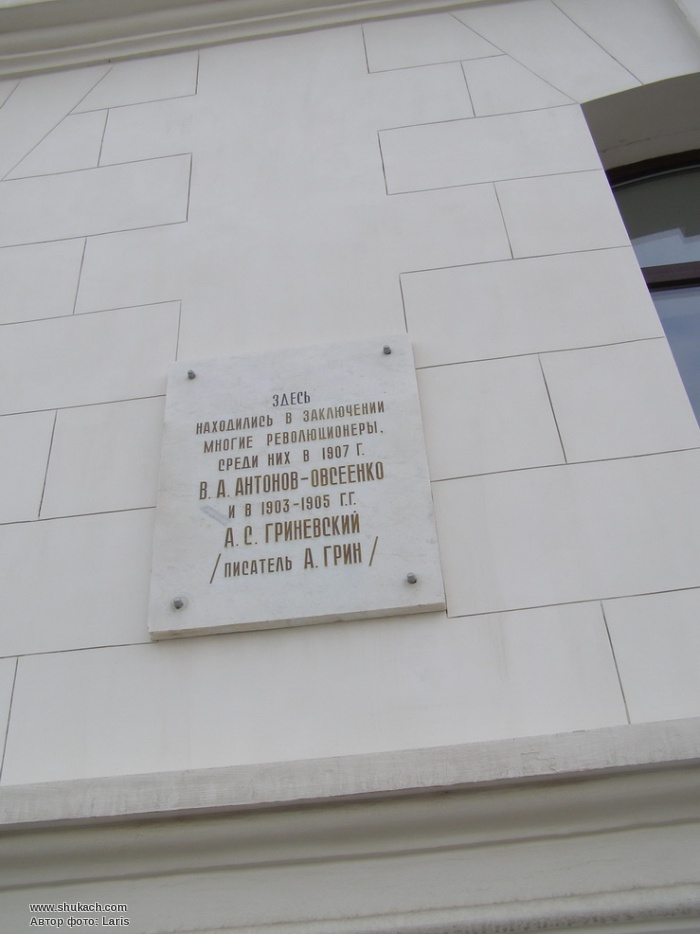 ЗДЕСЬ
НАХОДИЛИСЬ В ЗАКЛЮЧЕНИИ
МНОГИЕ РЕВОЛЮЦИОНЕРЫ,
СРЕДИ НИХ В 1907 Г.
В. А. АНТОНОВ-ОВСЕЕНКО
И В 1903-1905 Г.Г.
А. С. ГРИНЕВСКИЙ
/ПИСАТЕЛЬ А. ГРИН/
www.shukach.com
Автор фото: Laris